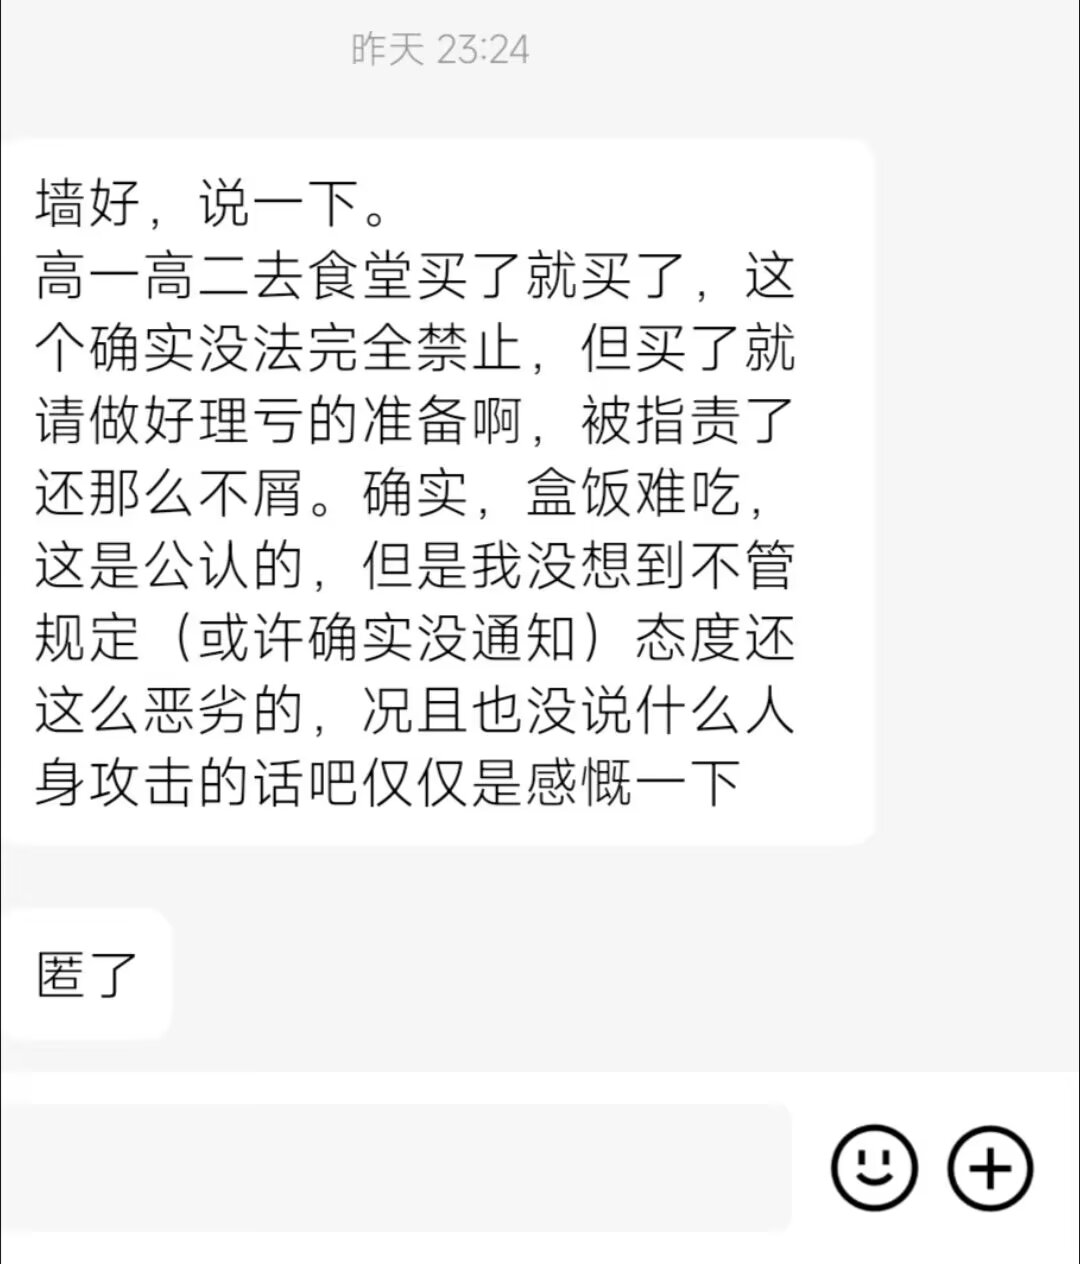 昨天 23:24
墙好，说一下。
高一高二去食堂买了就买了，这
个确实没法完全禁止，但买了就
请做好理亏的准备啊，被指责了
还那么不屑。确实，盒饭难吃，
这是公认的，但是我没想到不管
规定（或许确实没通知）态度还
这么恶劣的，况且也没说什么人
身攻击的话吧仅仅是感慨一下
匿了